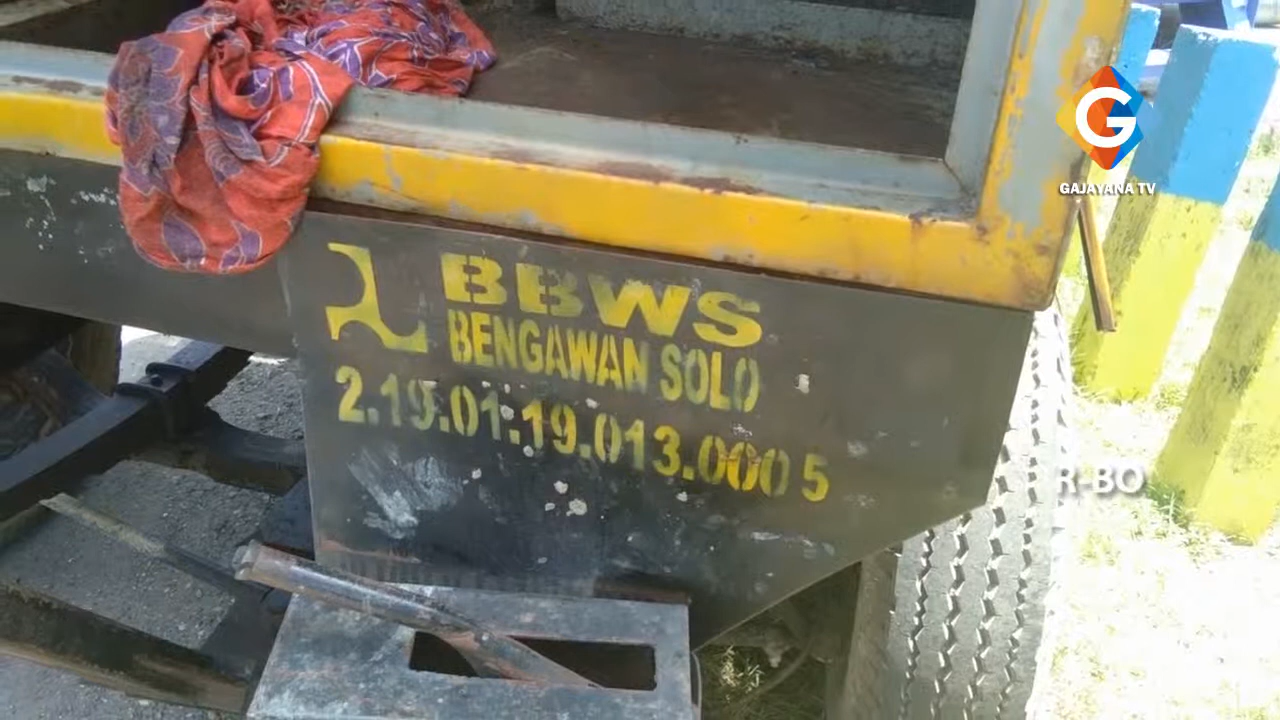 G
GAJAYANA TV
BBWS
BENGAWAN SOLO
2.19.01.19.013.000 5
R-BO